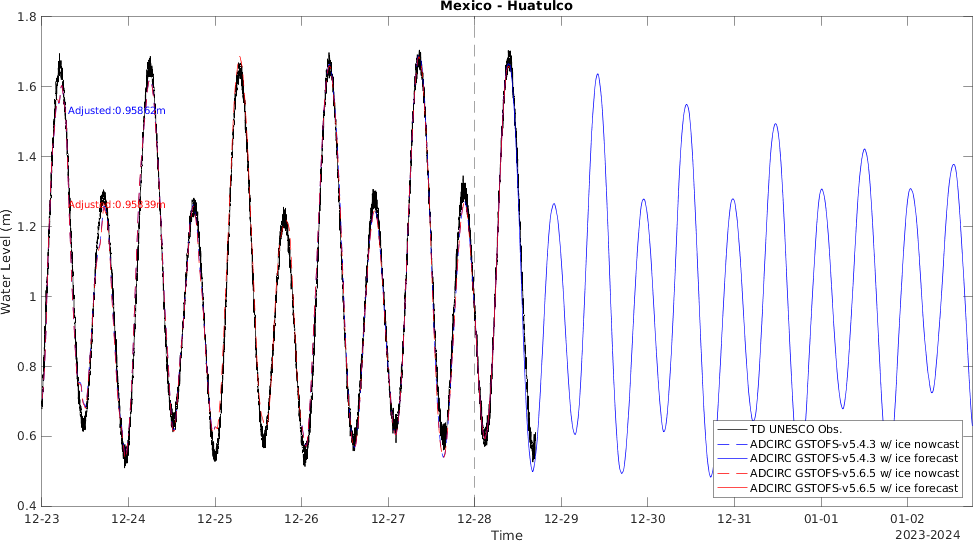 Mexico - Huatulco
1.8
1.6
1.4
1.2
1
0.8
0.6
0.4
Water Level (m)
Adjusted:0.95862m
Adjusted:0.95839m
TD UNESCO Obs.
ADCIRC GSTOFS-v5.4.3 w/ ice nowcast
ADCIRC GSTOFS-v5.4.3 w/ ice forecast
ADCIRC GSTOFS-v5.6.5 w/ ice nowcast
ADCIRC GSTOFS-v5.6.5 w/ ice forecast
12-23 12-24 12-25 12-26 12-27 12-28 12-29 12-30 12-31 01-01 01-02
Time
2023-2024